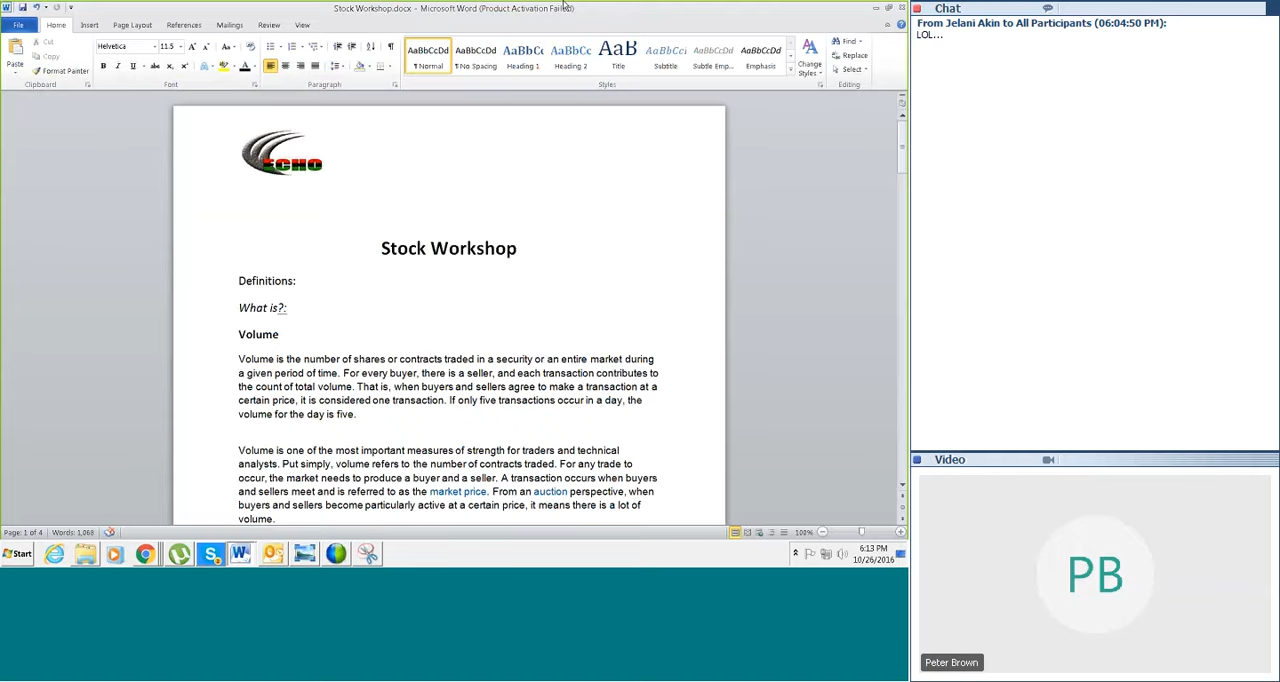 Stock Workshop.docx - Microsoft Word (Product Activation Failed)
File Home Insert Page Layout References Mailings Review View
Paste
Cut
Copy
Format Painter
Clipboard
Helvetica 11.5
Font
Paragraph
AaBbCcDd AaBbCcDd AaBbCc AaBbCc AaB AaBbCcI AaBbCcDd AaBbCcDd
¶ Normal ¶ No Spacing Heading 1 Heading 2 Title Subtitle Subtle Emp... Emphasis
Change
Styles
Styles
Find
Replace
Select
Editing
ECHO
Stock Workshop
Definitions:
What is?:
Volume
Volume is the number of shares or contracts traded in a security or an entire market during
a given period of time. For every buyer, there is a seller, and each transaction contributes to
the count of total volume. That is, when buyers and sellers agree to make a transaction at a
certain price, it is considered one transaction. If only five transactions occur in a day, the
volume for the day is five.
Volume is one of the most important measures of strength for traders and technical
analysts. Put simply, volume refers to the number of contracts traded. For any trade to
occur, the market needs to produce a buyer and a seller. A transaction occurs when buyers
and sellers meet and is referred to as the market price. From an auction perspective, when
buyers and sellers become particularly active at a certain price, it means there is a lot of
volume.
Page: 1 of 4 Words: 1,068 100%
Start
6:13 PM
10/26/2016
Chat
From Jelani Akin to All Participants (06:04:50 PM):
LOL...
Video
PB
Peter Brown